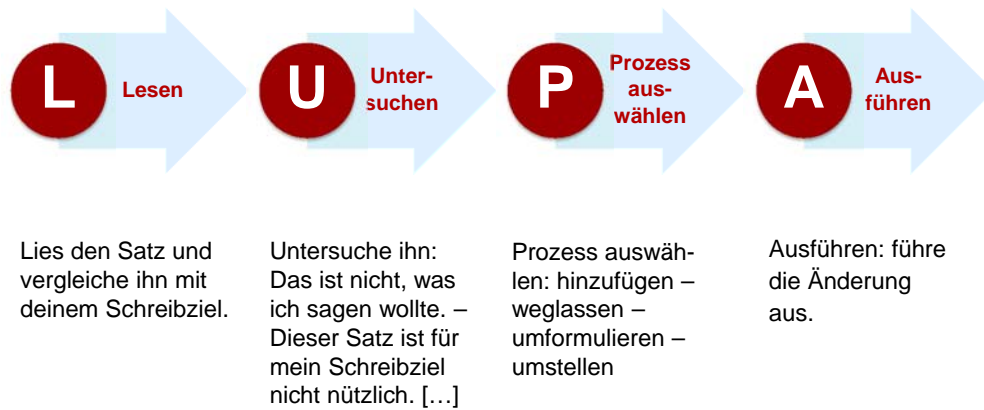 L
Lesen
U
Unter-
suchen
P
Prozess
aus-
wählen
A
Aus-
führen
Lies den Satz und
vergleiche ihn mit
deinem Schreibziel.
Untersuche ihn:
Das ist nicht, was
ich sagen wollte. –
Dieser Satz ist für
mein Schreibziel
nicht nützlich. […]
Prozess auswäh-
len: hinzufügen –
weglassen –
umformulieren –
umstellen
Ausführen: führe
die Änderung
aus.